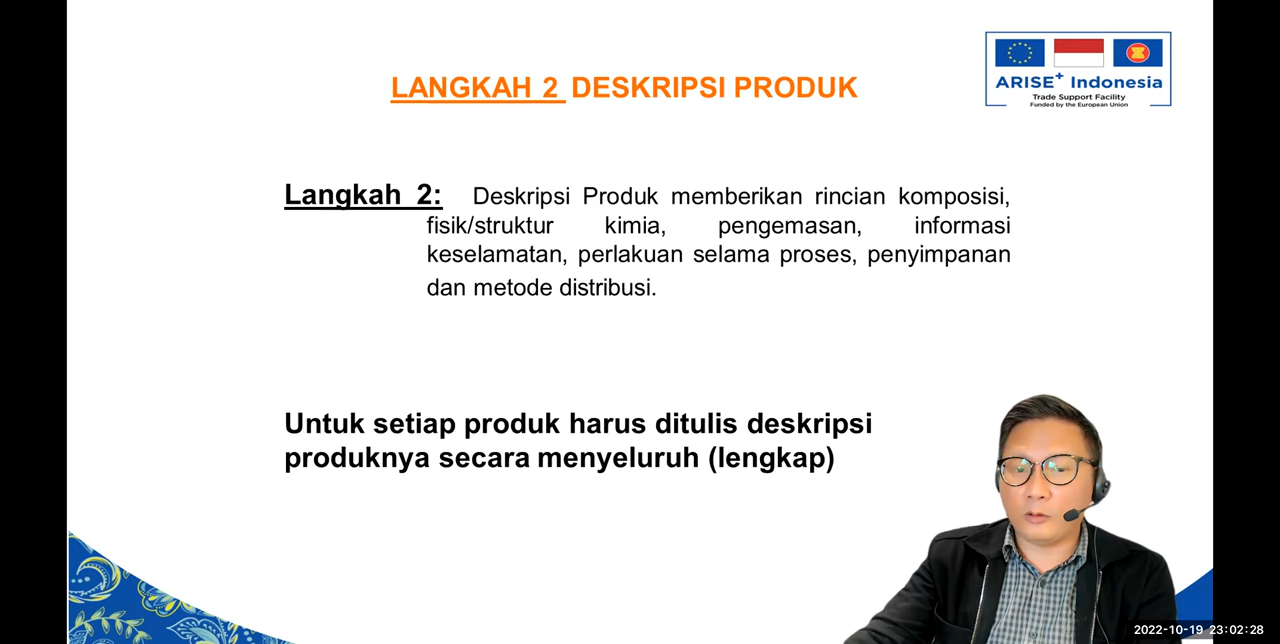 LANGKAH 2 DESKRIPSI PRODUK
ARISE+ Indonesia
Trade Support Facility
Funded by the European Union
Langkah 2: Deskripsi Produk memberikan rincian komposisi,
fisik/struktur kimia, pengemasan, informasi
keselamatan, perlakuan selama proses, penyimpanan
dan metode distribusi.
Untuk setiap produk harus ditulis deskripsi
produknya secara menyeluruh (lengkap)
2022-10-19 23:02:28